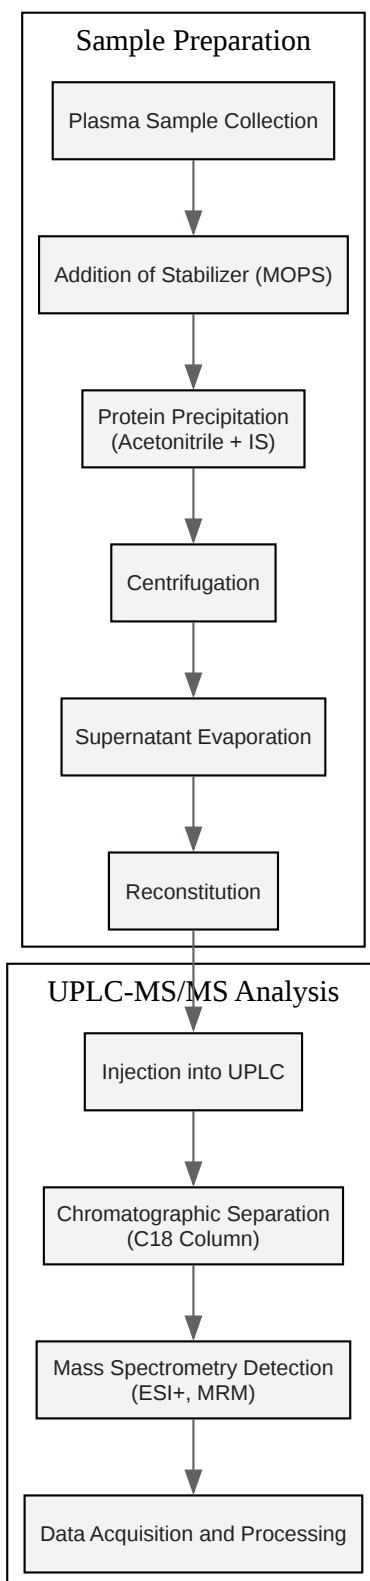 Sample Preparation
Plasma Sample Collection
Addition of Stabilizer (MOPS)
Protein Precipitation
(Acetonitrile + IS)
Centrifugation
Supernatant Evaporation
Reconstitution
UPLC-MS/MS Analysis
Injection into UPLC
Chromatographic Separation
(C18 Column)
Mass Spectrometry Detection
(ESI+, MRM)
Data Acquisition and Processing